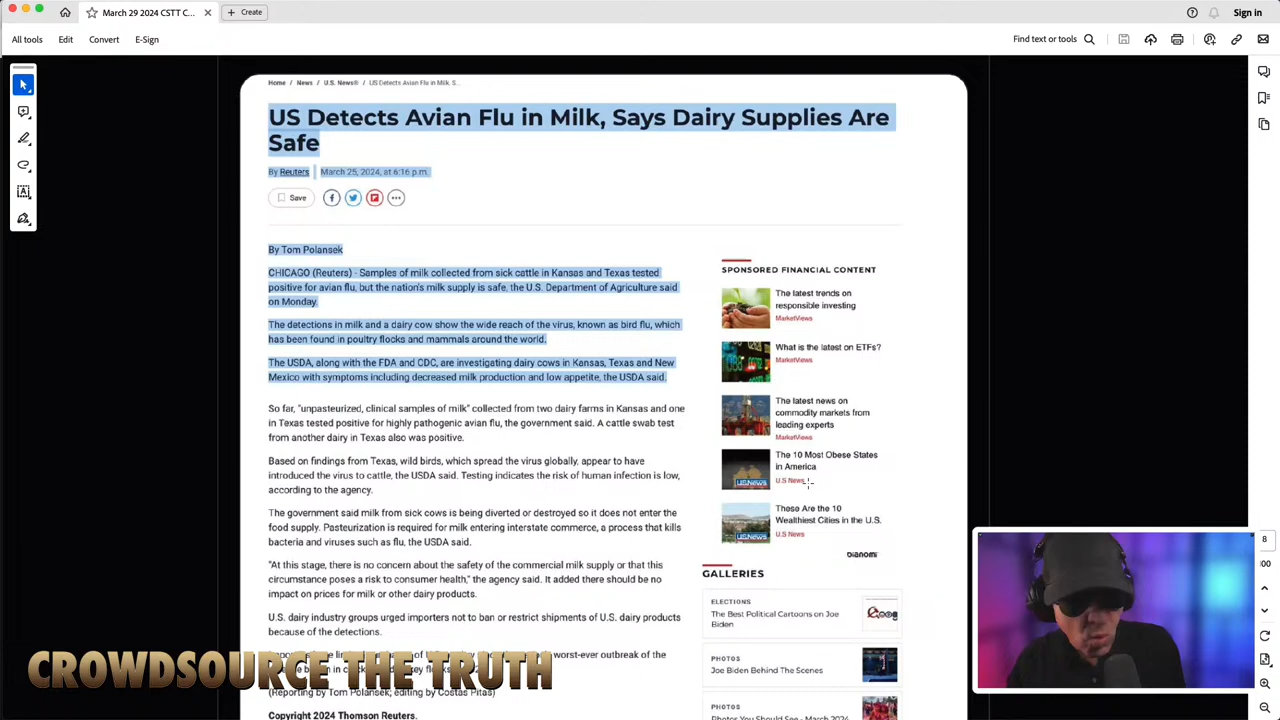 March 29 2024 CSTT C...
Create
Sign in
All tools
Edit
Convert
E-Sign
Find text or tools
Home / News / U.S. News® / US Detects Avian Flu in Milk, S...
US Detects Avian Flu in Milk, Says Dairy Supplies Are
Safe
By Reuters | March 25, 2024, at 6:16 p.m.
Save
By Tom Polansek
CHICAGO (Reuters) - Samples of milk collected from sick cattle in Kansas and Texas tested
positive for avian flu, but the nation's milk supply is safe, the U.S. Department of Agriculture said
on Monday.
The detections in milk and a dairy cow show the wide reach of the virus, known as bird flu, which
has been found in poultry flocks and mammals around the world.
The USDA, along with the FDA and CDC, are investigating dairy cows in Kansas, Texas and New
Mexico with symptoms including decreased milk production and low appetite, the USDA said.
So far, "unpasteurized, clinical samples of milk" collected from two dairy farms in Kansas and one
in Texas tested positive for highly pathogenic avian flu, the government said. A cattle swab test
from another dairy in Texas also was positive.
Based on findings from Texas, wild birds, which spread the virus globally, appear to have
introduced the virus to cattle, the USDA said. Testing indicates the risk of human infection is low,
according to the agency.
The government said milk from sick cows is being diverted or destroyed so it does not enter the
food supply. Pasteurization is required for milk entering interstate commerce, a process that kills
bacteria and viruses such as flu, the USDA said.
"At this stage, there is no concern about the safety of the commercial milk supply or that this
circumstance poses a risk to consumer health," the agency said. It added there should be no
impact on prices for milk or other dairy products.
U.S. dairy industry groups urged importers not to ban or restrict shipments of U.S. dairy products
because of the detections.
worst-ever outbreak of the
(Reporting by Tom Polansek; editing by Costas Pitas)
Copyright 2024 Thomson Reuters.
SPONSORED FINANCIAL CONTENT
The latest trends on
responsible investing
MarketViews
What is the latest on ETFs?
MarketViews
The latest news on
commodity markets from
leading experts
MarketViews
The 10 Most Obese States
in America
U.S News
U.S.News
These Are the 10
Wealthiest Cities in the U.S.
U.S News
U.S.News
bianomi
GALLERIES
ELECTIONS
The Best Political Cartoons on Joe
Biden
PHOTOS
Joe Biden Behind The Scenes
PHOTOS
Photos You Should See - March 2024
CROWDSOURCE THE TRUTH
8
00